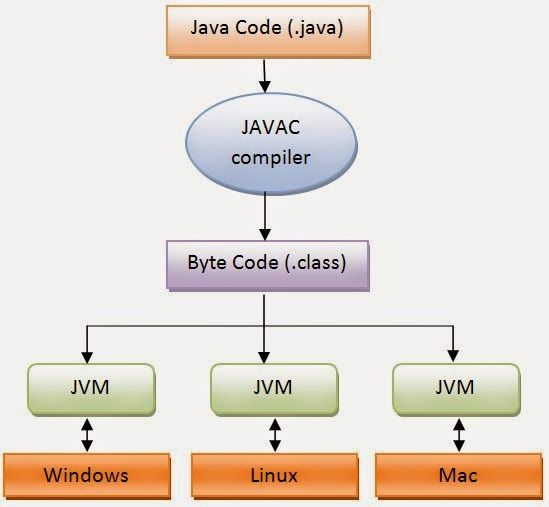 Java Code (.java)
JAVAC
compiler
Byte Code (.class)
JVM
JVM
JVM
Windows
Linux
Mac